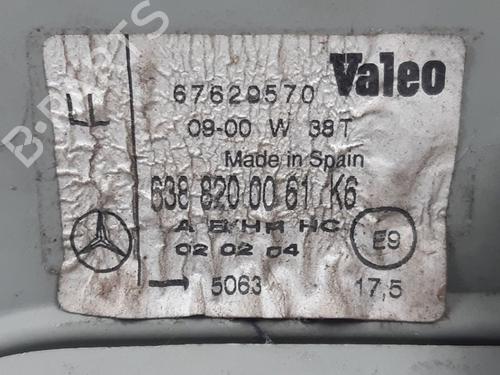 B-PARTS
Valeo
67629570
F
09-00 W 38T
Made in Spain
638 820 00 61 K6
A B/HR HC
02 02 04
E9
5063 17,5